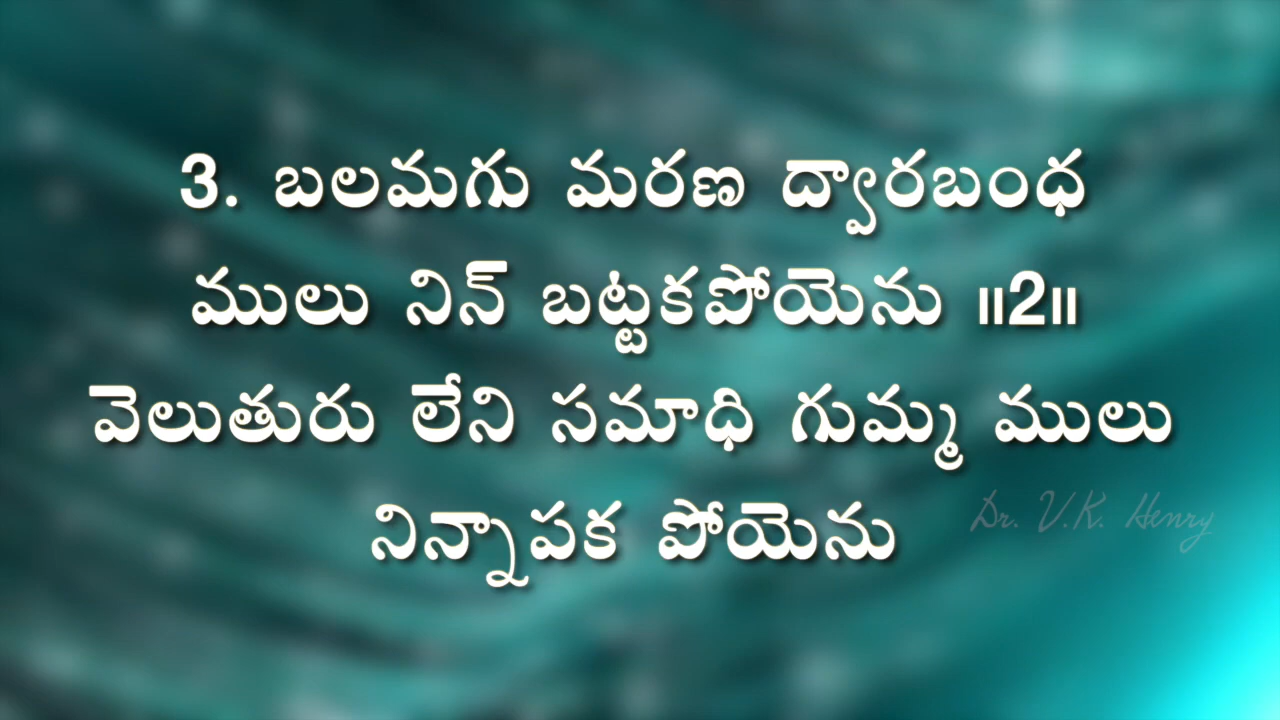 3. బలమగు మరణ ద్వారబంధ
ములు నిన్ బట్టకపోయెను ॥2॥
వెలుతురు లేని సమాధి గుమ్మ ములు
నిన్నాపక పోయెను
Dr. V.K. Henry